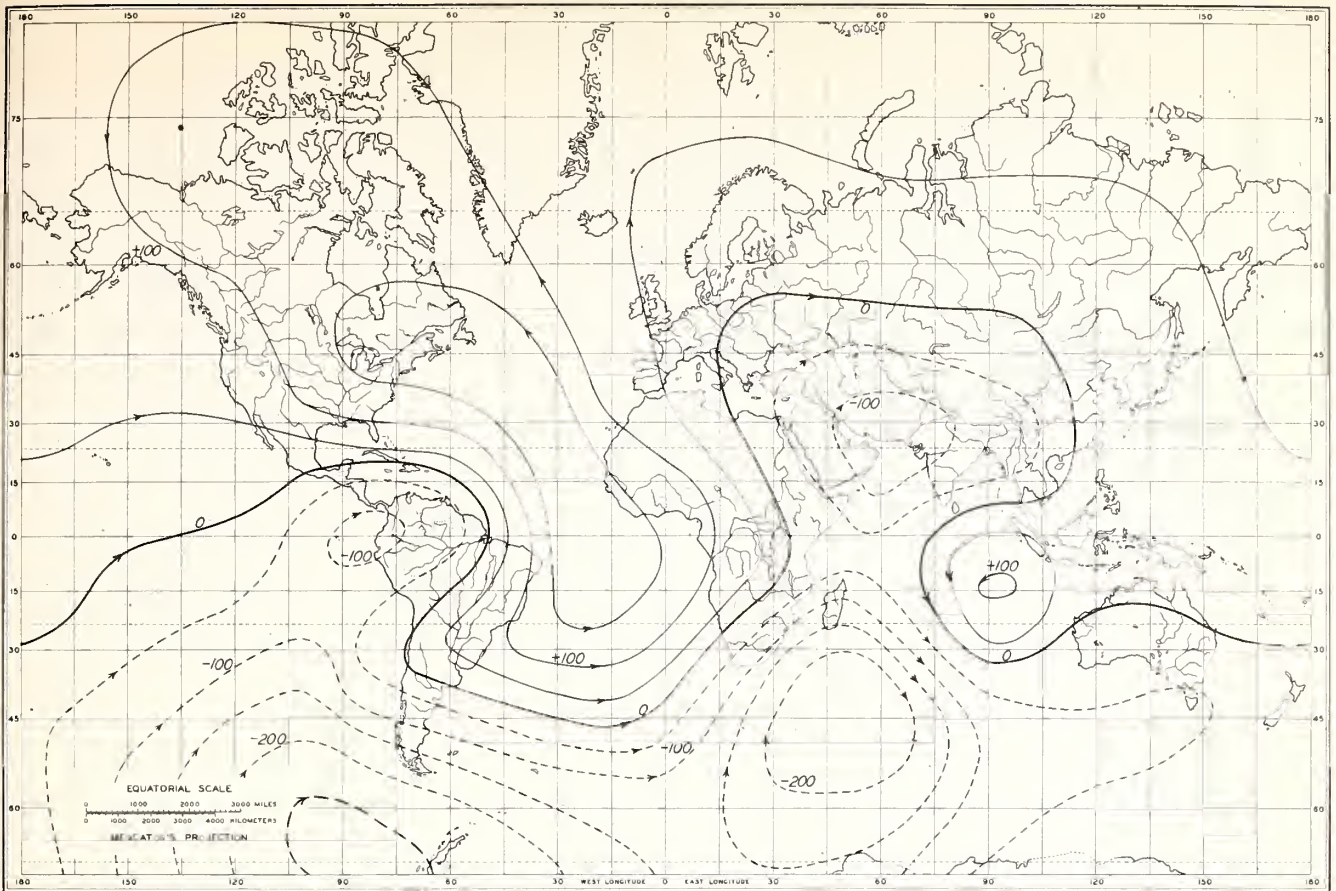 180 150 120 90 60 30 0 30 60 90 120 150 180
75 75
+100
60 60
0
45 45
-100
30 30
15 15
0 0
0 0
-100 +100
15 15
30 +100 0 30
-100
0
45 45
-200 -100
-200
EQUATORIAL SCALE
0 1000 2000 3000 MILES
0 1000 2000 3000 4000 KILOMETERS
60 60
MERCATOR'S PROJECTION
180 150 120 90 60 30 WEST LONGITUDE 0 EAST LONGITUDE 30 60 90 120 150 180